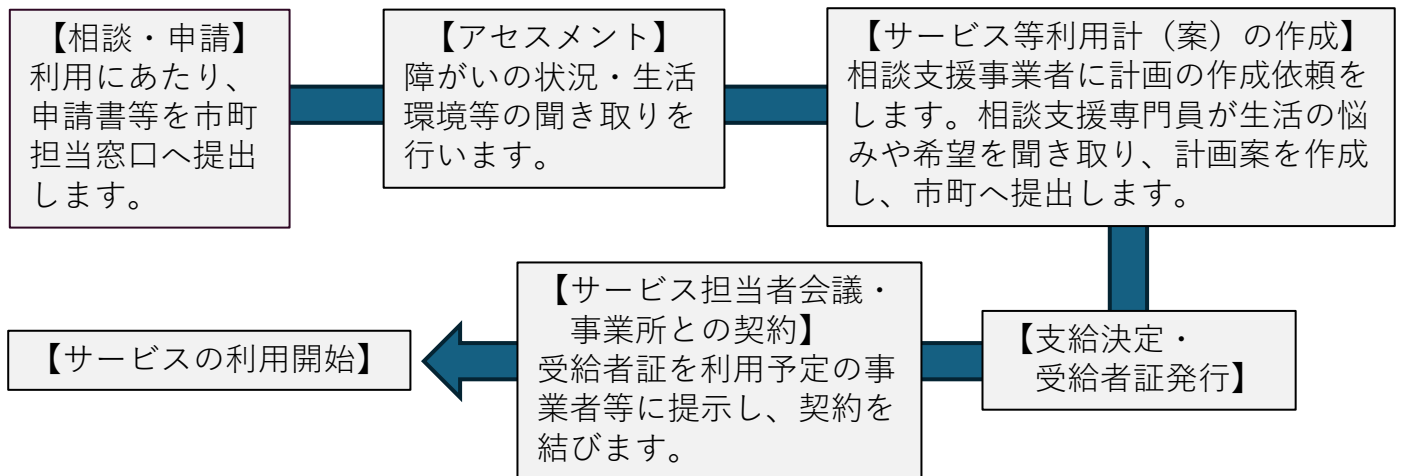 【相談・申請】
利用にあたり、
申請書等を市町
担当窓口へ提出
します。
【アセスメント】
障がいの状況・生活
環境等の聞き取りを
行います。
【サービス等利用計（案）の作成】
相談支援事業者に計画の作成依頼を
します。相談支援専門員が生活の悩
みや希望を聞き取り、計画案を作成
し、市町へ提出します。
【支給決定・
受給者証発行】
【サービス担当者会議・
事業所との契約】
受給者証を利用予定の事
業者等に提示し、契約を
結びます。
【サービスの利用開始】